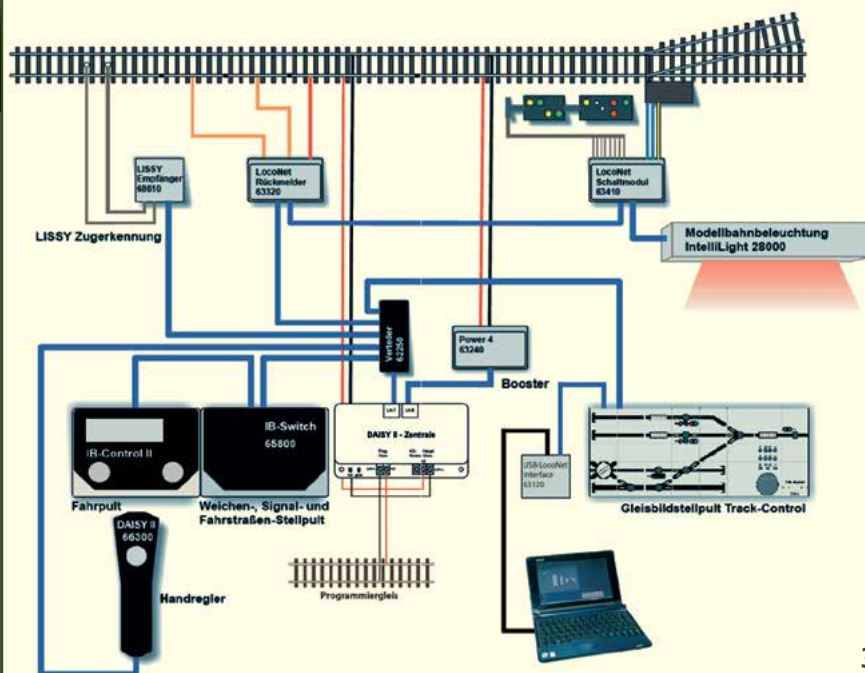 LISSY
Empfänger
68610
LISSY Zugerkennung
LocoNet
Rückmelder
63320
LocoNet
Schaltmodul
63410
Modellbahnbeleuchtung
IntelliLight 28000
Verteiler
62250
Power 4
63240
Booster
IB-Control II
Fahrpult
IB-Switch
65800
Weichen-, Signal- und
Fahrstraßen-Stellpult
DAISY II - Zentrale
USB-LocoNet
Interface
63120
Gleisbildstellpult Track-Control
DAISY II
66300
Handregler
Programmiergleis